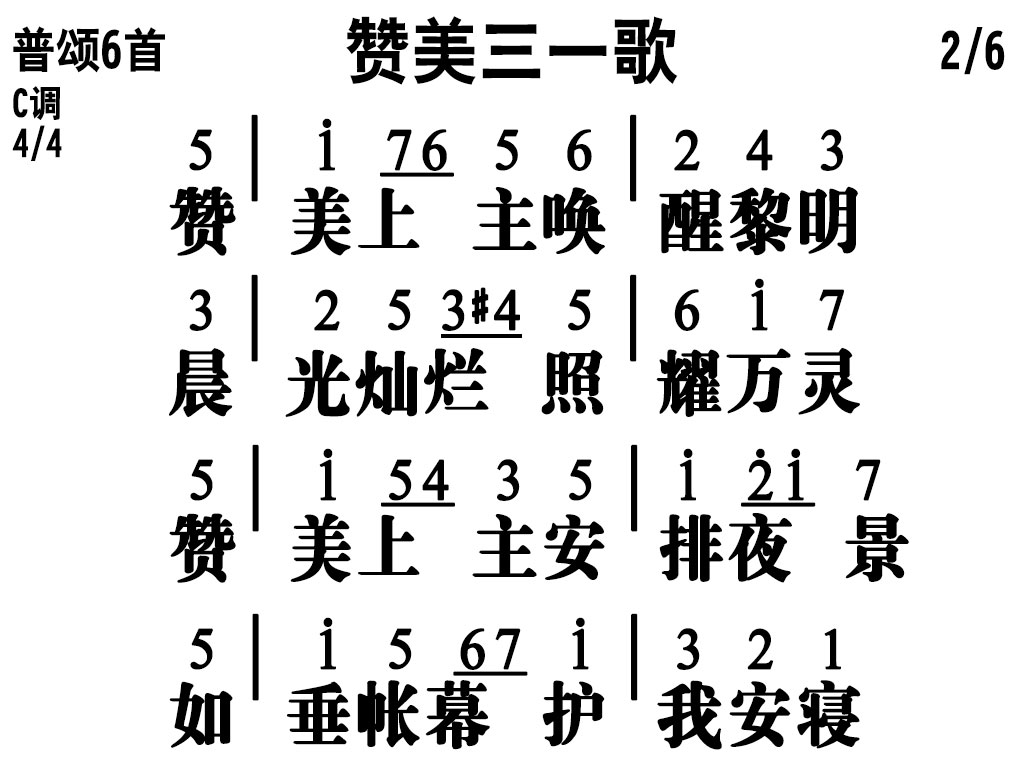 普颂6首 赞美三一歌 2/6
C调
4/4
5 | i̇ 76 5 6 | 2 4 3
赞 美上 主唤 醒黎明
3 | 2 5 3#4 5 | 6 i̇ 7
晨 光灿烂 照 耀万灵
5 | i̇ 54 3 5 | i̇ 2̇i̇ 7
赞 美上 主安 排夜 景
5 | i̇ 5 67 i̇ | 3 2 1
如 垂帐幕 护 我安寝